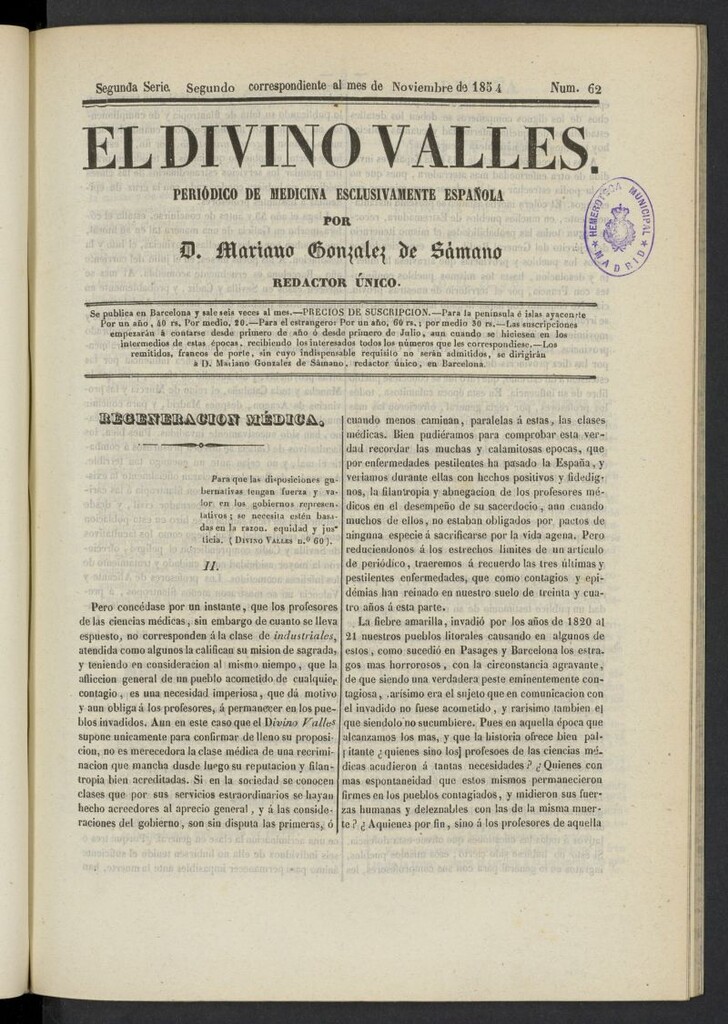 Segunda Serie. Segundo correspondiente al mes de Noviembre de 1854 Num. 62
EL DIVINO VALLES.
PERIÓDICO DE MEDICINA ESCLUSIVAMENTE ESPAÑOLA
POR
D. Mariano Gonzalez de Sámano
REDACTOR ÚNICO.
HEMEROTECA MUNICIPAL
MADRID
Se publica en Barcelona y sale seis veces al mes.—PRECIOS DE SUSCRIPCION.—Para la península é islas ayacente
Por un año, 40 rs. Por medio, 20.—Para el estrangero: Por un año, 60 rs.; por medio 30 rs.—Las suscripciones
empezarán á contarse desde primero de año ó desde primero de Julio, aun cuando se hiciesen en los
intermedios de estas épocas, recibiendo los interesados todos los números que les correspondiese.—Los
remitidos, francos de porte, sin cuyo indispensable requisito no serán admitidos, se dirigirán
á D. Mariano Gonzales de Sámano, redactor único, en Barcelona.
REGENERACION MÉDICA.
Para que las disposiciones gu-
bernativas tengan fuerza y va-
lor en los gobiernos represen-
tativos; se necesita estén basa-
das en la razon, equidad y jus-
ticia. (DIVINO VALLES n.º 60).
II.
Pero concédase por un instante, que los profesores
de las ciencias médicas, sin embargo de cuanto se lleva
espuesto, no corresponden á la clase de industriales,
atendida como algunos la califican su mision de sagrada,
y teniendo en consideracion al mismo niempo, que la
afliccion general de un pueblo acometido de cualquier
contagio, es una necesidad imperiosa, que dá motivo
y aun obliga á los profesores, á permanecer en los pue-
blos invadidos. Aun en este caso que el Divino Valles
supone unicamente para confirmar de lleno su proposi-
cion, no es merecedora la clase médica de una recrimi-
nacion que mancha dusde luego su reputacion y filan-
tropia bien acreditadas. Si en la sociedad se conocen
clases que por sus servicios estraordinarios se hayan
hecho acreedores al aprecio general, y á las conside-
raciones del gobierno, son sin disputa las primeras, ó
cuando menos caminan, paralelas á estas, las clases
médicas. Bien pudiéramos para comprobar esta ver-
dad recordar las muchas y calamitosas epocas, que
por enfermedades pestilentes ha pasado la España, y
veriamos durante ellas con hechos positivos y fidedig-
nos, la filantropia y abnegacion de los profesores mé-
dicos en el desempeño de su sacerdocio, aun cuando
muchos de ellos, no estaban obligados por pactos de
ninguna especie á sacrificarse por la vida agena. Pero
reduciendonos á los estrechos limites de un artículo
de periódico, traeremos á recuerdo las tres últimas y
pestilentes enfermedades, que como contagios y epi-
démias han reinado en nuestro suelo de treinta y cua-
tro años á esta parte.
La fiebre amarilla, invadió por los años de 1820 al
21 nuestros pueblos litorales causando en algunos de
estos, como sucedió en Pasages y Barcelona los estra-
gos mas horrorosos, con la circunstancia agravante,
de que siendo una verdadera peste eminentemente con-
tagiosa, .arísimo era el sujeto que en comunicacion con
el invadido no fuese acometido, y rarísimo tambien el
que siendolo no sucumbiere. Pues en aquella época que
alcanzamos los mas, y que la historia ofrece bien pal-
pitante ¿quienes sino los profesoes de las ciencias mé-
dicas acudieron á tantas necesidades? ¿Quienes con
mas espontaneidad que estos mismos permanecieron
firmes en los pueblos contagiados, y midieron sus fuer-
zas humanas y deleznables con las de la misma muer-
te? ¿Aquienes por fin, sinó á los profesores de aquella